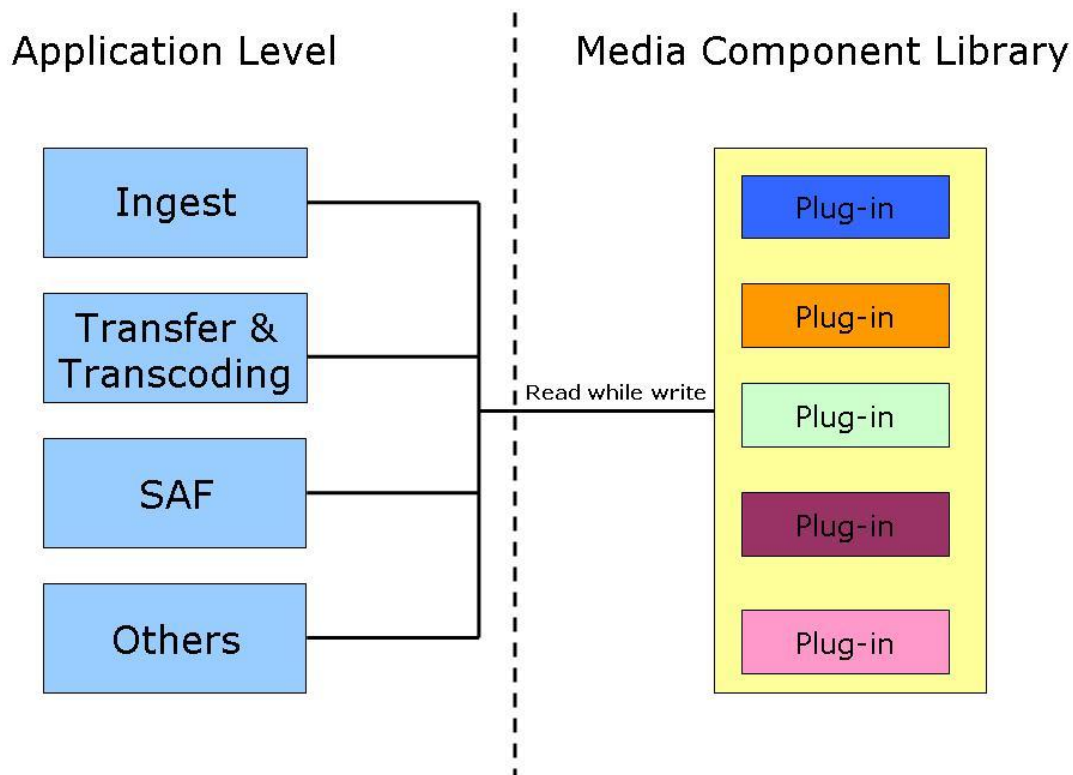 Application Level
Media Component Library
Ingest
Transfer &
Transcoding
SAF
Others
Read while write
Plug-in
Plug-in
Plug-in
Plug-in
Plug-in